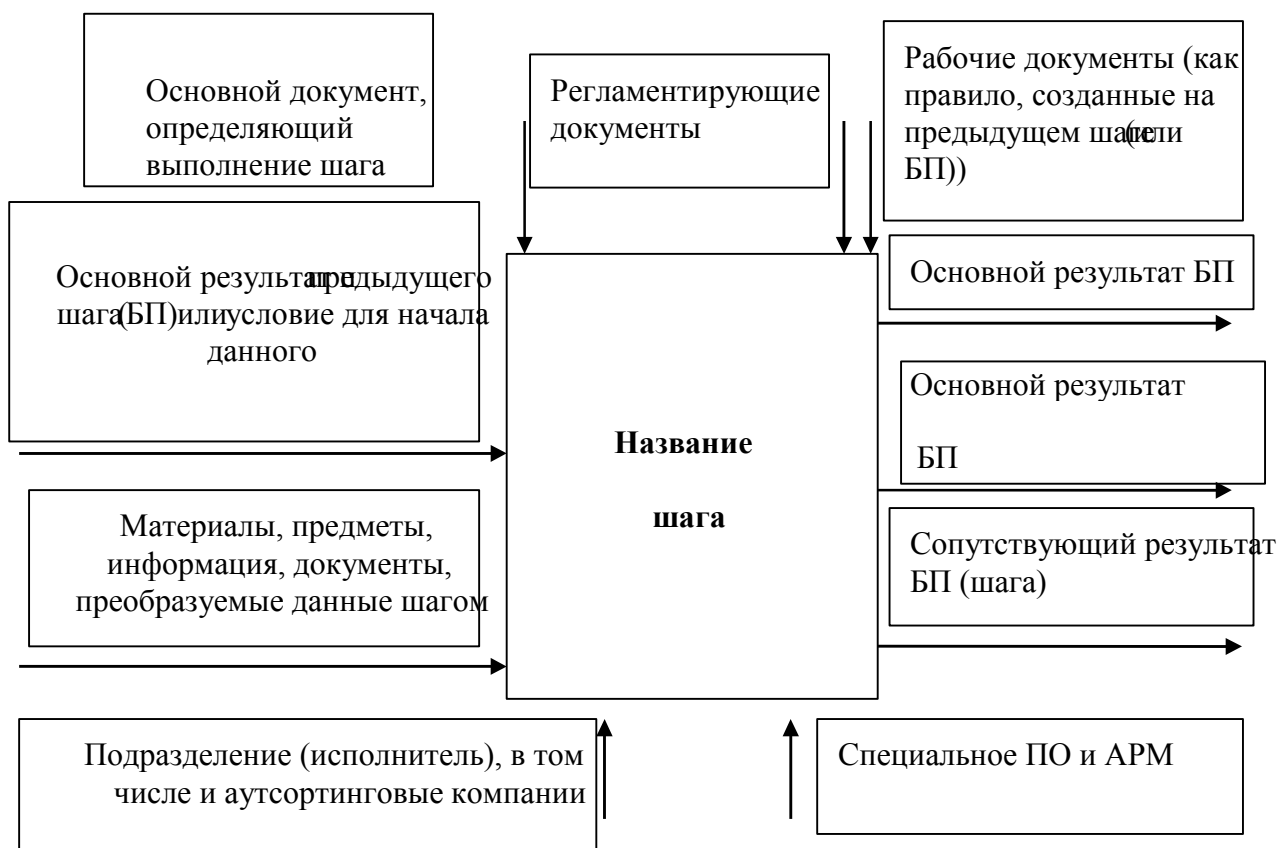 Основной документ,
определяющий
выполнение шага
Регламентирующие
документы
Рабочие документы (как
правило, созданные на
предыдущем шаге (или
БП))
Основной результат предыдущего
шага (БП) или условие для начала
данного
Основной результат БП
Название
шага
Основной результат
БП
Материалы, предметы,
информация, документы,
преобразуемые данные шагом
Сопутствующий результат
БП (шага)
Подразделение (исполнитель), в том
числе и аутсортинговые компании
Специальное ПО и АРМ